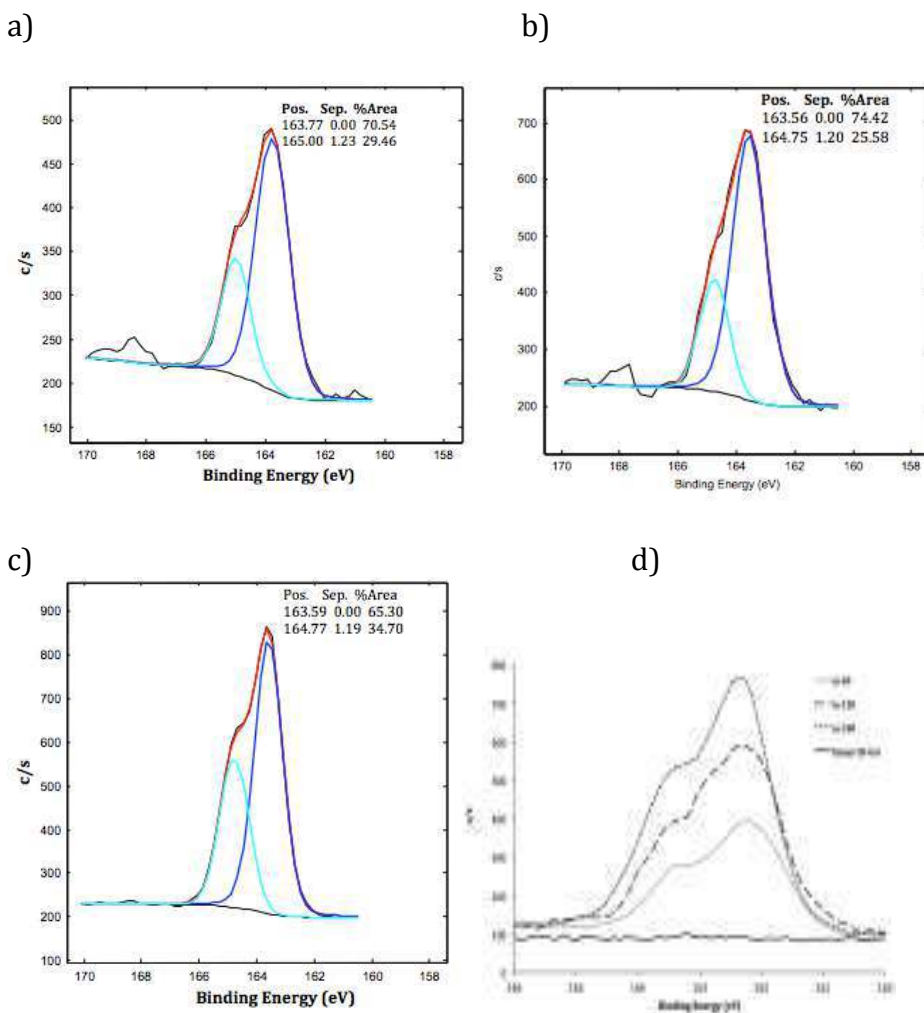 a)
Pos. Sep. %Area
163.77 0.00 70.54
165.00 1.23 29.46
500
450
400
350
300
250
200
150
c/s
170 168 166 164 162 160 158
Binding Energy (eV)
b)
Pos. Sep. %Area
163.56 0.00 74.42
164.75 1.20 25.58
700
600
500
400
300
200
c/s
170 168 166 164 162 160 158
Binding Energy (eV)
c)
Pos. Sep. %Area
163.59 0.00 65.30
164.77 1.19 34.70
900
800
700
600
500
400
300
200
100
c/s
170 168 166 164 162 160 158
Binding Energy (eV)
d)
Binding Energy (eV)